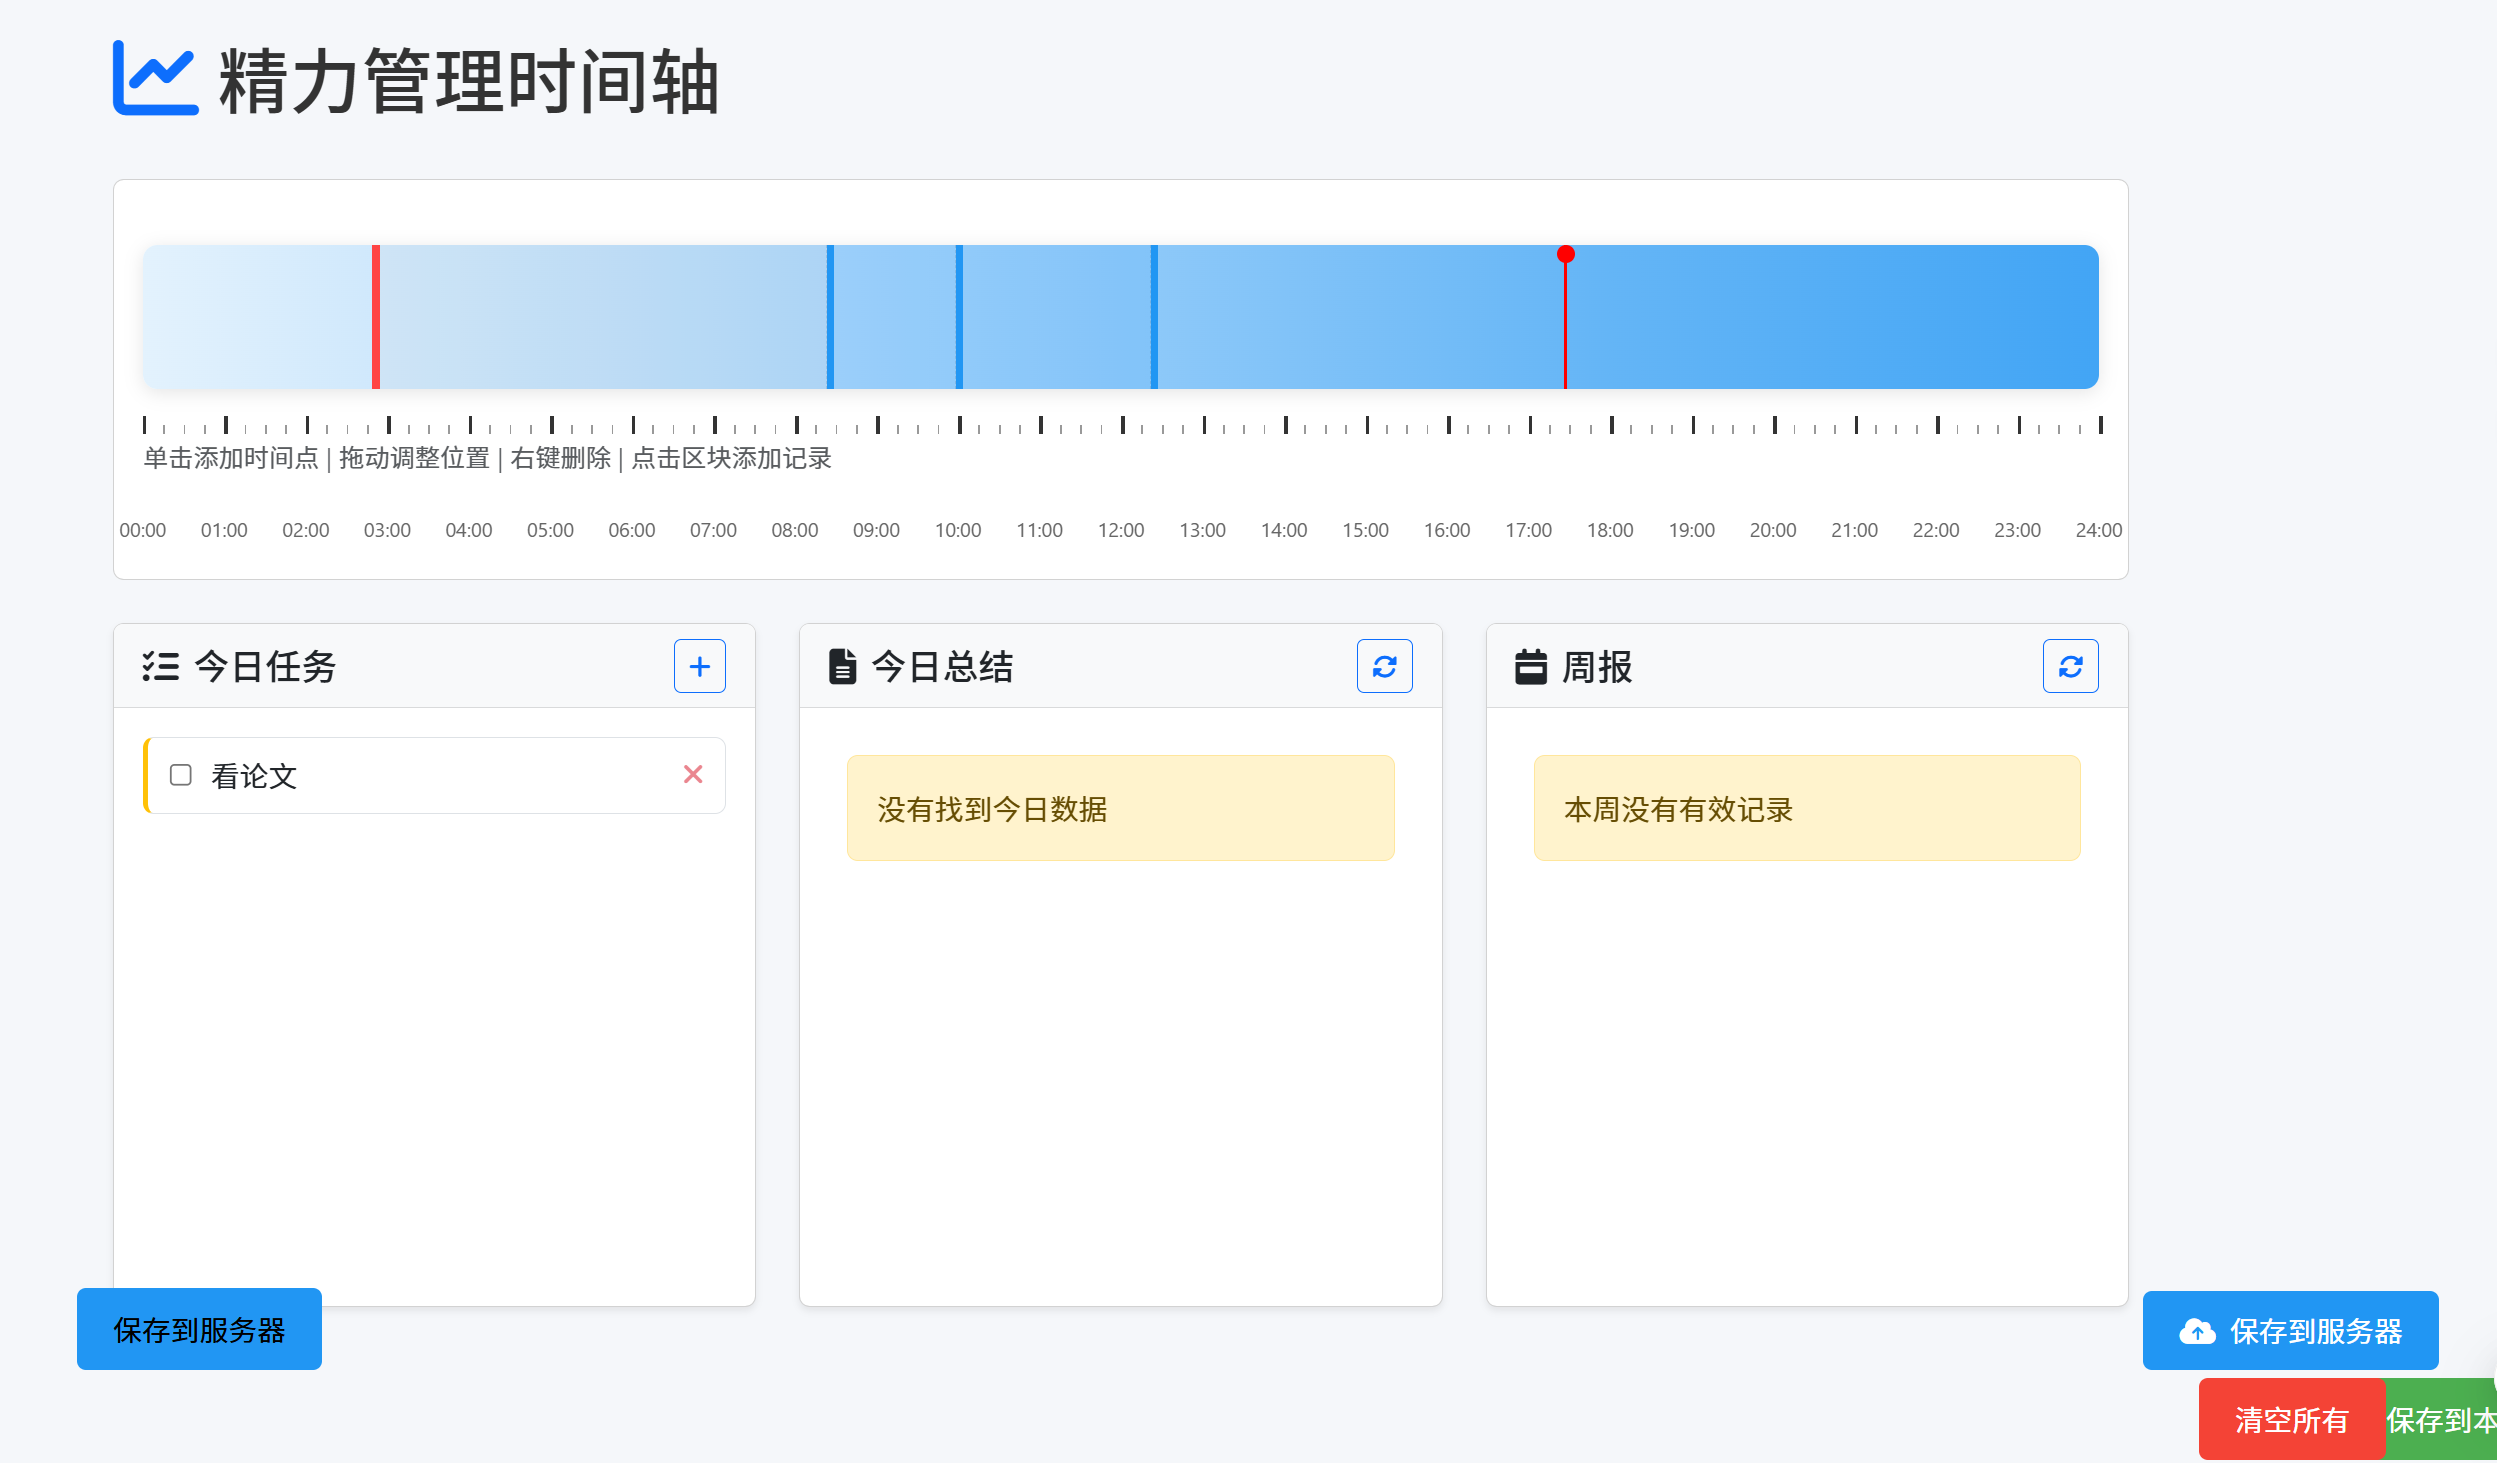 精力管理时间轴
单击添加时间点 | 拖动调整位置 | 右键删除 | 点击区块添加记录
00:00 01:00 02:00 03:00 04:00 05:00 06:00 07:00 08:00 09:00 10:00 11:00 12:00 13:00 14:00 15:00 16:00 17:00 18:00 19:00 20:00 21:00 22:00 23:00 24:00
今日任务
看论文
今日总结
没有找到今日数据
周报
本周没有有效记录
保存到服务器
保存到服务器
清空所有
保存到本